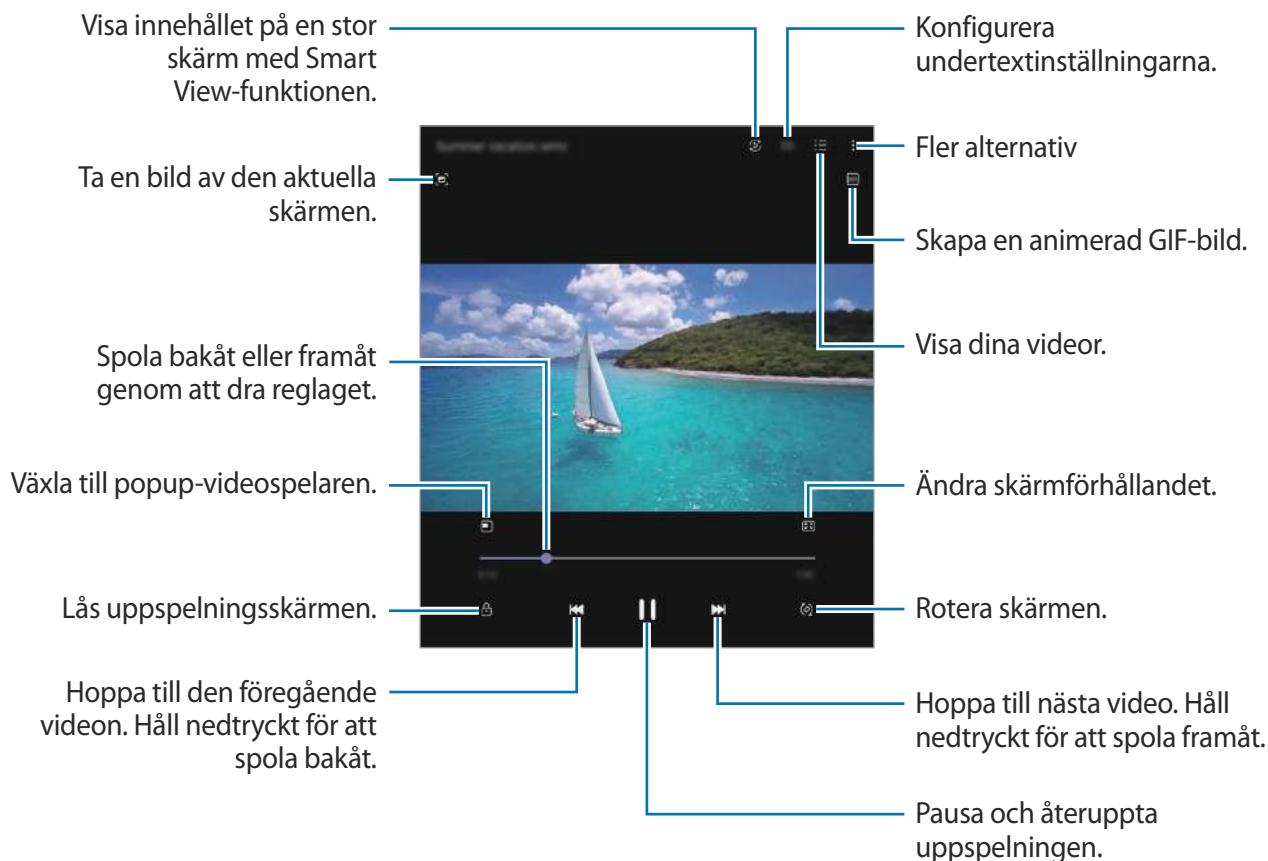 Visa innehållet på en stor
skärm med Smart
View-funktionen.
Konfigurera
undertextinställningarna.
Fler alternativ
Ta en bild av den aktuella
skärmen.
Skapa en animerad GIF-bild.
Visa dina videor.
Spola bakåt eller framåt
genom att dra reglaget.
Växla till popup-videospelaren.
Ändra skärmförhållandet.
Lås uppspelningsskärmen.
Rotera skärmen.
Hoppa till den föregående
videon. Håll nedtryckt för att
spola bakåt.
Hoppa till nästa video. Håll
nedtryckt för att spola framåt.
Pausa och återuppta
uppspelningen.